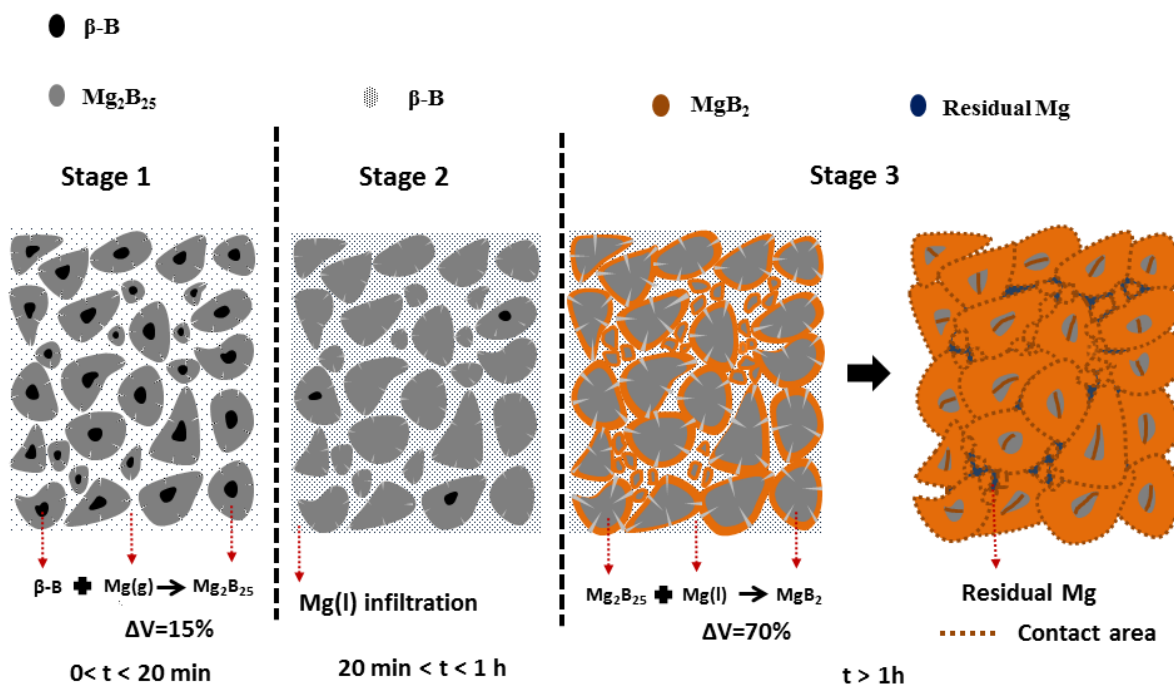 β-B
Mg₂B₂₅
β-B
MgB₂
Residual Mg
Stage 1
Stage 2
Stage 3
β-B + Mg(g) → Mg₂B₂₅
ΔV=15%
0< t < 20 min
Mg(l) infiltration
20 min < t < 1 h
Mg₂B₂₅ + Mg(l) → MgB₂
ΔV=70%
t > 1h
Residual Mg
Contact area